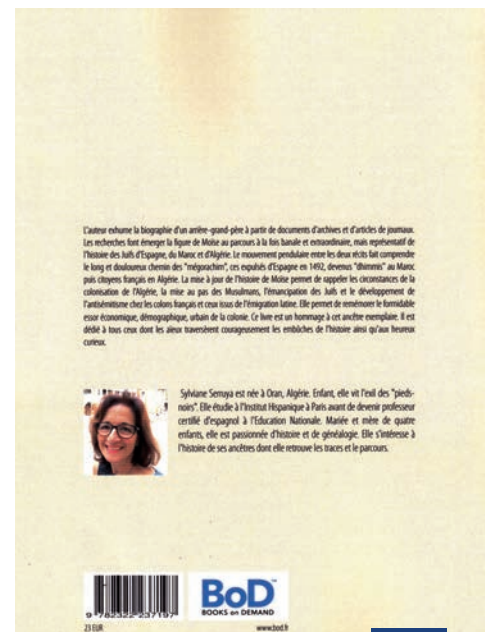 L'auteur exhume la biographie d'un arrière-grand-père à partir de documents d'archives et d'articles de journaux.
Les recherches font émerger la figure de Moïse au parcours à la fois banale et extraordinaire, mais représentatif de
l'histoire des Juifs d'Espagne, du Maroc et d'Algérie. Le mouvement pendulaire entre les deux récits fait comprendre
le long et douloureux chemin des "mégorachim", ces expulsés d'Espagne en 1492, devenus "dhimmis" au Maroc
puis citoyens français en Algérie. La mise à jour de l'histoire de Moïse permet de rappeler les circonstances de la
colonisation de l'Algérie, la mise au pas des Musulmans, l'émancipation des Juifs et le développement de
l'antisémitisme chez les colons français et ceux issus de l'émigration latine. Elle permet de remémorer le formidable
essor économique, démographique, urbain de la colonie. Ce livre est un hommage à cet ancêtre exemplaire. Il est
dédié à tous ceux dont les aïeux traversèrent courageusement les embûches de l'histoire ainsi qu'aux heureux
curieux.
Sylviane Serruya est née à Oran, Algérie. Enfant, elle vit l'exil des "pieds-
noirs". Elle étudie à l'Institut Hispanique à Paris avant de devenir professeur
certifié d'espagnol à l'Education Nationale. Mariée et mère de quatre
enfants, elle est passionnée d'histoire et de généalogie. Elle s'intéresse à
l'histoire de ses ancêtres dont elle retrouve les traces et le parcours.
BoD™
BOOKS on DEMAND
9 782322 237197
23 EUR
www.bod.fr